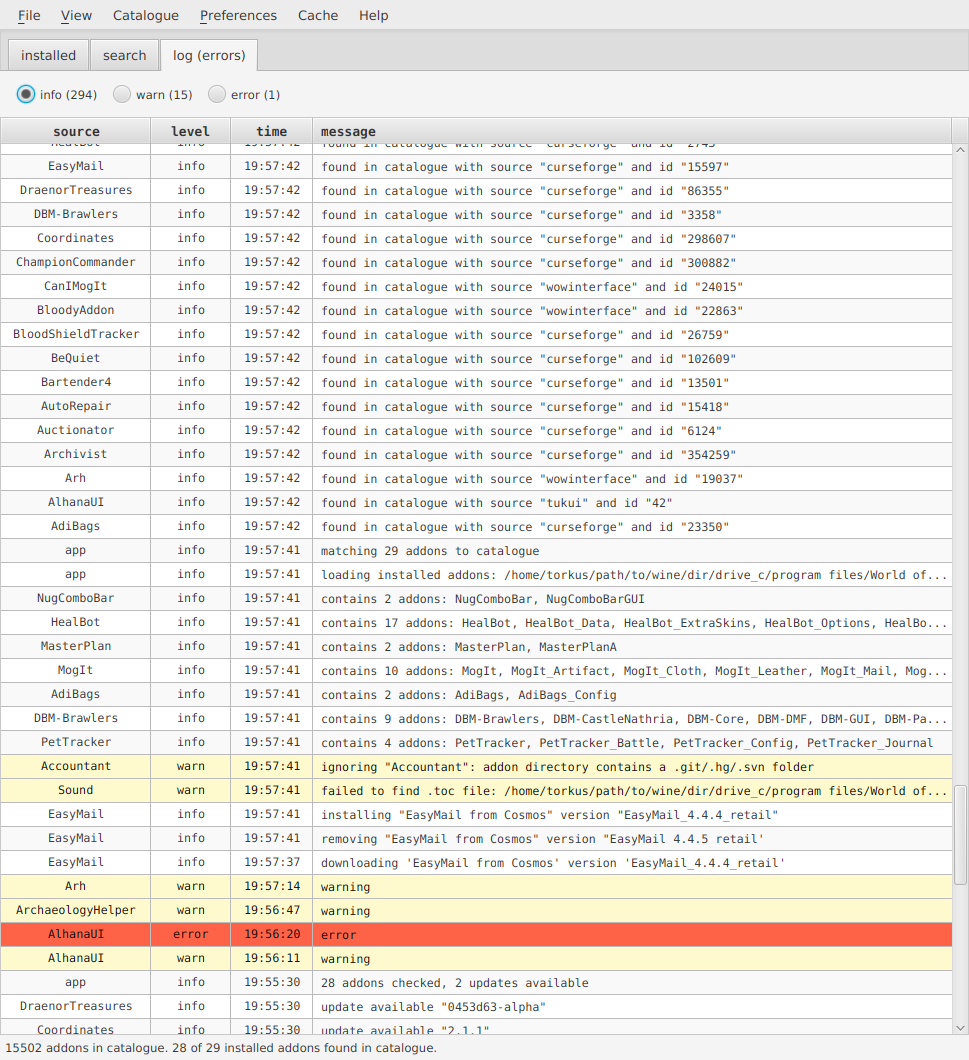 File View Catalogue Preferences Cache Help
installed search log (errors)
info (294) warn (15) error (1)
source level time message
HealBot info 19:57:42 found in catalogue with source "curseforge" and id "2743"
EasyMail info 19:57:42 found in catalogue with source "curseforge" and id "15597"
DraenorTreasures info 19:57:42 found in catalogue with source "curseforge" and id "86355"
DBM-Brawlers info 19:57:42 found in catalogue with source "curseforge" and id "3358"
Coordinates info 19:57:42 found in catalogue with source "curseforge" and id "298607"
ChampionCommander info 19:57:42 found in catalogue with source "curseforge" and id "300882"
CanIMogIt info 19:57:42 found in catalogue with source "wowinterface" and id "24015"
BloodyAddon info 19:57:42 found in catalogue with source "wowinterface" and id "22863"
BloodShieldTracker info 19:57:42 found in catalogue with source "curseforge" and id "26759"
BeQuiet info 19:57:42 found in catalogue with source "curseforge" and id "102609"
Bartender4 info 19:57:42 found in catalogue with source "curseforge" and id "13501"
AutoRepair info 19:57:42 found in catalogue with source "curseforge" and id "15418"
Auctionator info 19:57:42 found in catalogue with source "curseforge" and id "6124"
Archivist info 19:57:42 found in catalogue with source "curseforge" and id "354259"
Arh info 19:57:42 found in catalogue with source "wowinterface" and id "19037"
AlhanaUI info 19:57:42 found in catalogue with source "tukui" and id "42"
AdiBags info 19:57:42 found in catalogue with source "curseforge" and id "23350"
app info 19:57:41 matching 29 addons to catalogue
app info 19:57:41 loading installed addons: /home/torkus/path/to/wine/dir/drive_c/program files/World of...
NugComboBar info 19:57:41 contains 2 addons: NugComboBar, NugComboBarGUI
HealBot info 19:57:41 contains 17 addons: HealBot, HealBot_Data, HealBot_ExtraSkins, HealBot_Options, HealBo...
MasterPlan info 19:57:41 contains 2 addons: MasterPlan, MasterPlanA
MogIt info 19:57:41 contains 10 addons: MogIt, MogIt_Artifact, MogIt_Cloth, MogIt_Leather, MogIt_Mail, Mog...
AdiBags info 19:57:41 contains 2 addons: AdiBags, AdiBags_Config
DBM-Brawlers info 19:57:41 contains 9 addons: DBM-Brawlers, DBM-CastleNathria, DBM-Core, DBM-DMF, DBM-GUI, DBM-Pa...
PetTracker info 19:57:41 contains 4 addons: PetTracker, PetTracker_Battle, PetTracker_Config, PetTracker_Journal
Accountant warn 19:57:41 ignoring "Accountant": addon directory contains a .git/.hg/.svn folder
Sound warn 19:57:41 failed to find .toc file: /home/torkus/path/to/wine/dir/drive_c/program files/World of...
EasyMail info 19:57:41 installing "EasyMail from Cosmos" version "EasyMail_4.4.4_retail"
EasyMail info 19:57:41 removing "EasyMail from Cosmos" version "EasyMail 4.4.5 retail'
EasyMail info 19:57:37 downloading 'EasyMail from Cosmos' version 'EasyMail_4.4.4_retail'
Arh warn 19:57:14 warning
ArchaeologyHelper warn 19:56:47 warning
AlhanaUI error 19:56:20 error
AlhanaUI warn 19:56:11 warning
app info 19:55:30 28 addons checked, 2 updates available
DraenorTreasures info 19:55:30 update available "0453d63-alpha"
Coordinates info 19:55:30 update available "2.1.1"
15502 addons in catalogue. 28 of 29 installed addons found in catalogue.